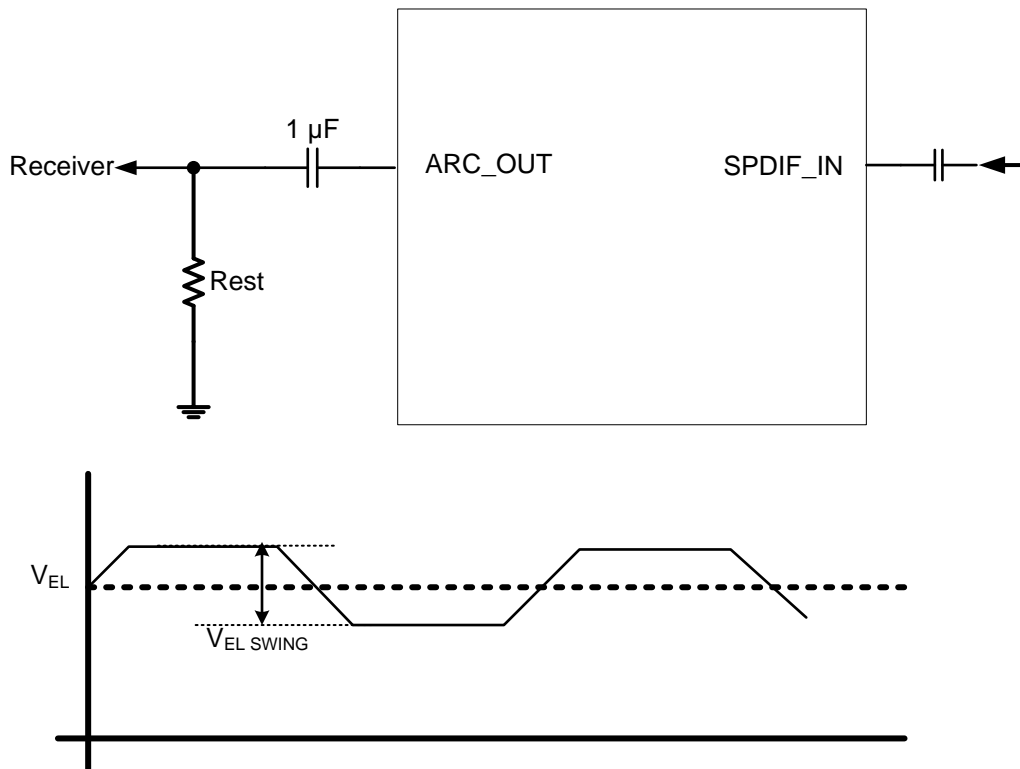 1 µF
Receiver
ARC_OUT
SPDIF_IN
Rest
VEL
VEL SWING